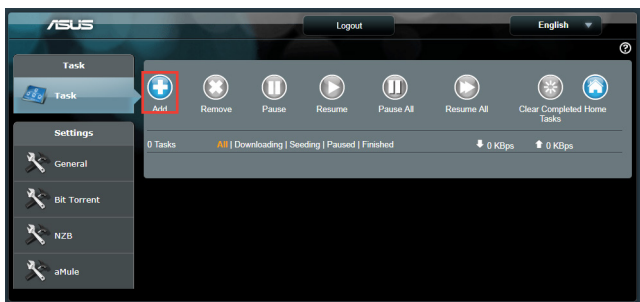 ASUS
Logout
English
Task
Task
Add
Remove
Pause
Resume
Pause All
Resume All
Clear Completed Tasks
Home
0 Tasks
All | Downloading | Seeding | Paused | Finished
0 KBps
0 KBps
Settings
General
Bit Torrent
NZB
aMule